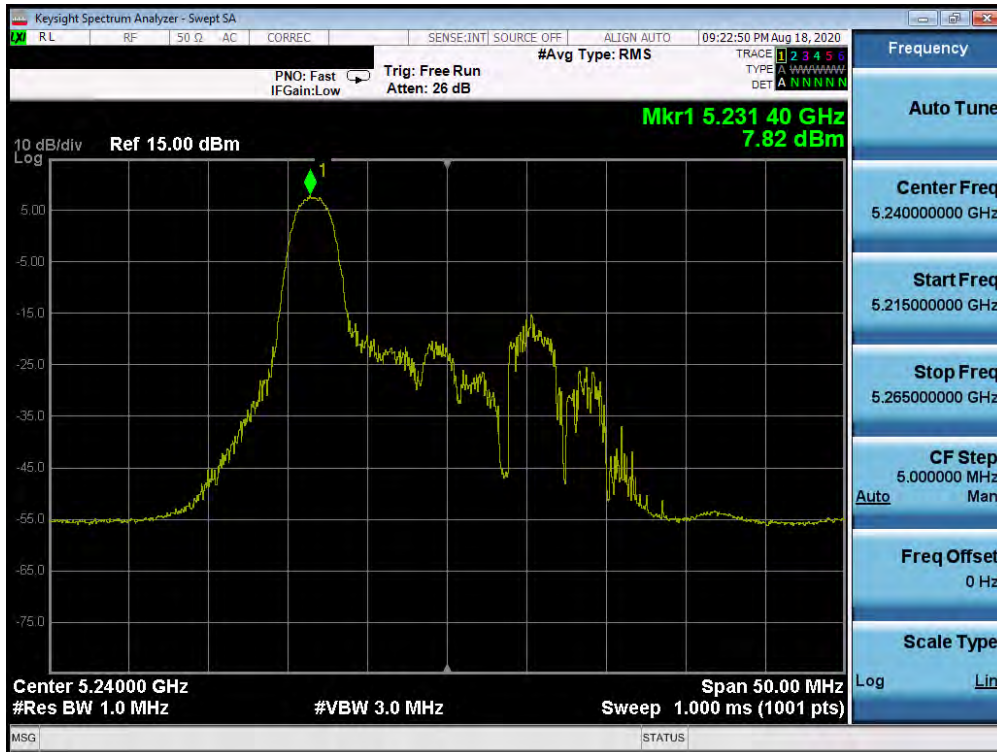 Keysight Spectrum Analyzer - Swept SA
LXI RL RF 50 Ω AC CORREC SENSE:INT SOURCE OFF ALIGN AUTO 09:22:50 PM Aug 18, 2020
#Avg Type: RMS
TRACE 1 2 3 4 5 6
PNO: Fast Trig: Free Run
TYPE A WWWWW
IFGain:Low Atten: 26 dB
DET A N N N N N
Mkr1 5.231 40 GHz
7.82 dBm
10 dB/div Ref 15.00 dBm
Log
1
5.00
-5.00
-15.0
-25.0
-35.0
-45.0
-55.0
-65.0
-75.0
Center 5.24000 GHz Span 50.00 MHz
#Res BW 1.0 MHz #VBW 3.0 MHz Sweep 1.000 ms (1001 pts)
MSG STATUS
Frequency
Auto Tune
Center Freq
5.240000000 GHz
Start Freq
5.215000000 GHz
Stop Freq
5.265000000 GHz
CF Step
5.000000 MHz
Auto Man
Freq Offset
0 Hz
Scale Type
Log Lin